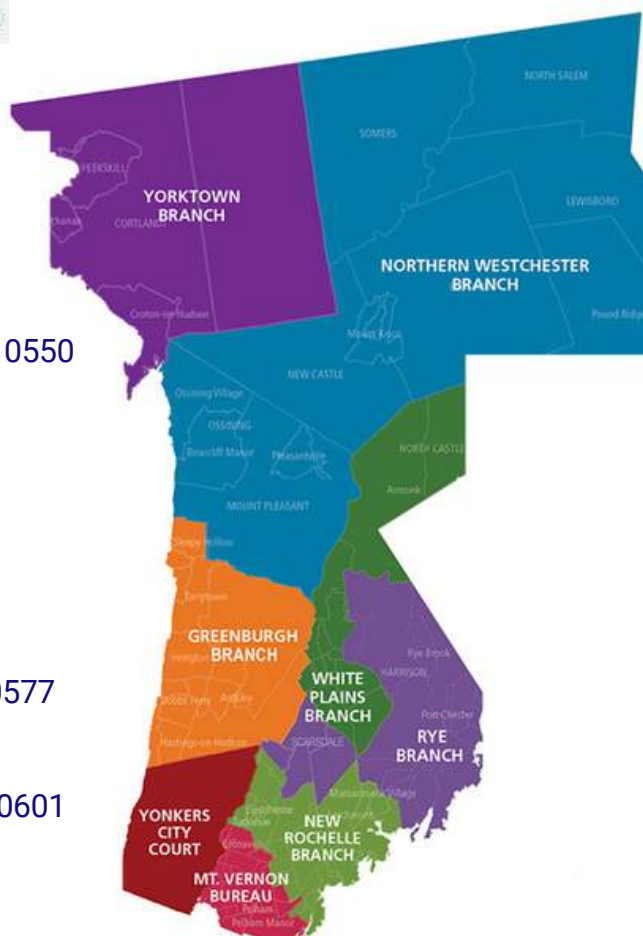 NORTH SALEM
SOMERS
PEEKSKILL
YORKTOWN
BRANCH
LEWISBORO
CORTLANDT
NORTHERN WESTCHESTER
BRANCH
Croton-on-Hudson
Pound Ridge
Mount Kisco
0550
NEW CASTLE
Ossining Village
OSSINING
NORTH CASTLE
Briarcliff Manor
Pleasantville
Armonk
MOUNT PLEASANT
Sleepy Hollow
Tarrytown
GREENBURGH
BRANCH
Irvington
Rye Brook
HARRISON
WHITE
PLAINS
BRANCH
0577
Dobbs Ferry
Ardsley
Port Chester
RYE
BRANCH
Hastings-on-Hudson
SCARSDALE
Mamaroneck Village
0601
YONKERS
CITY
COURT
Eastchester
Tuckahoe
NEW
ROCHELLE
BRANCH
MT. VERNON
BUREAU
Pelham
Pelham Manor